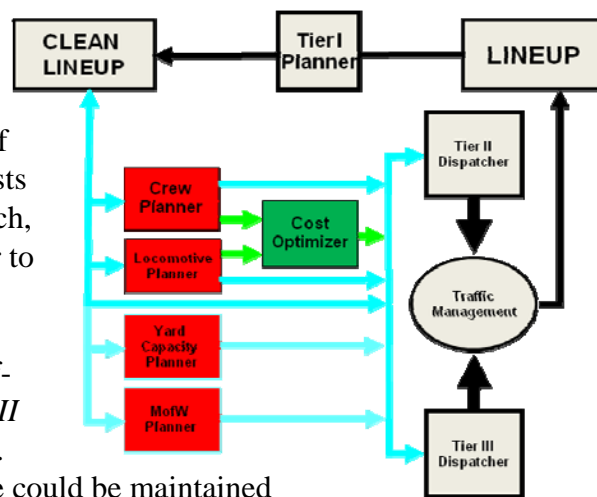 CLEAN
LINEUP
Tier I
Planner
LINEUP
f
sts
ch,
r to
f-
II
.
e could be maintained
Crew
Planner
Cost
Optimizer
Locomotive
Planner
Yard
Capacity
Planner
MofW
Planner
Tier II
Dispatcher
Traffic
Management
Tier III
Dispatcher